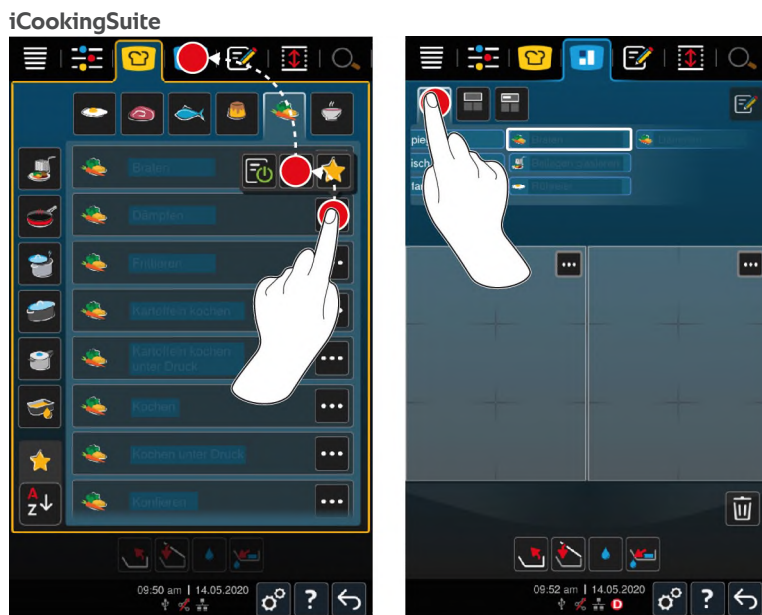 iCookingSuite
Braten
Dämpfen
Frittieren
Kartoffeln kochen
Kartoffeln kochen
unter Druck
Kochen
Kochen unter Druck
Konfieren
A
Z
09:50 am | 14.05.2020
?
Braten
09:52 am | 14.05.2020
D
?